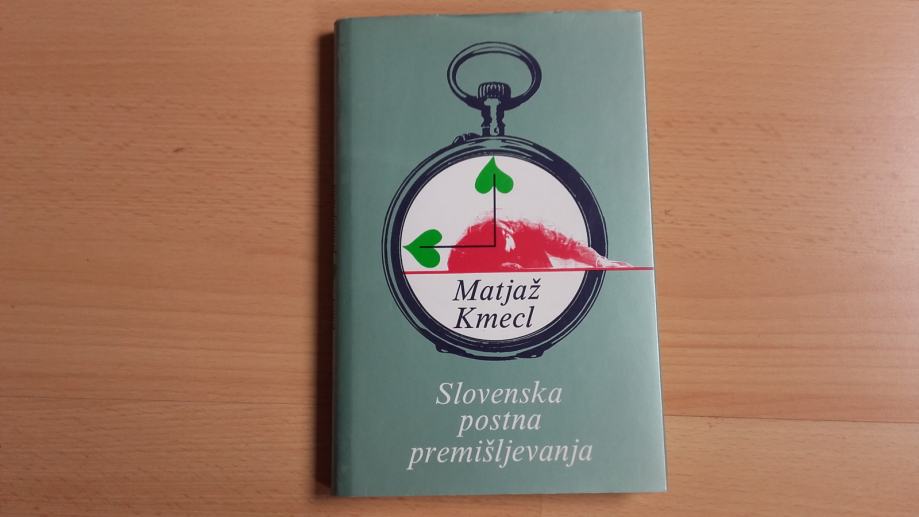 Matjaž
Kmecl
Slovenska
postna
premišljevanja